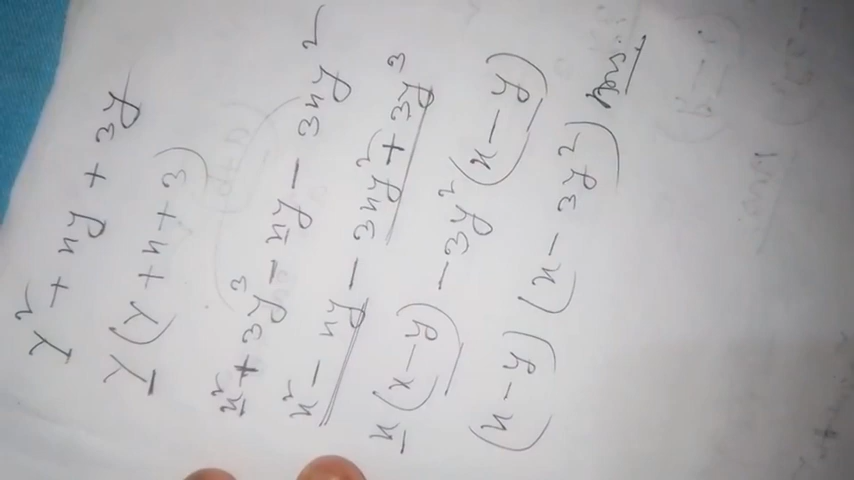 y² + xy + 3y
y(y + x + 3)
x² + 3y³ - xy - 3xy²
x² - xy - 3xy² + 3y³
x(x - y) - 3y²(x - y)
(x - y)(x - 3y²) Ans.